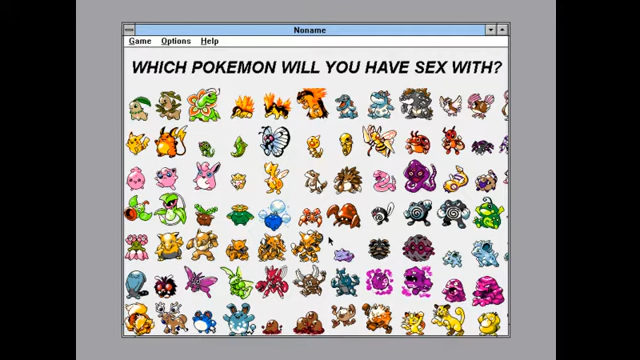 Noname
Game Options Help
WHICH POKEMON WILL YOU HAVE SEX WITH?